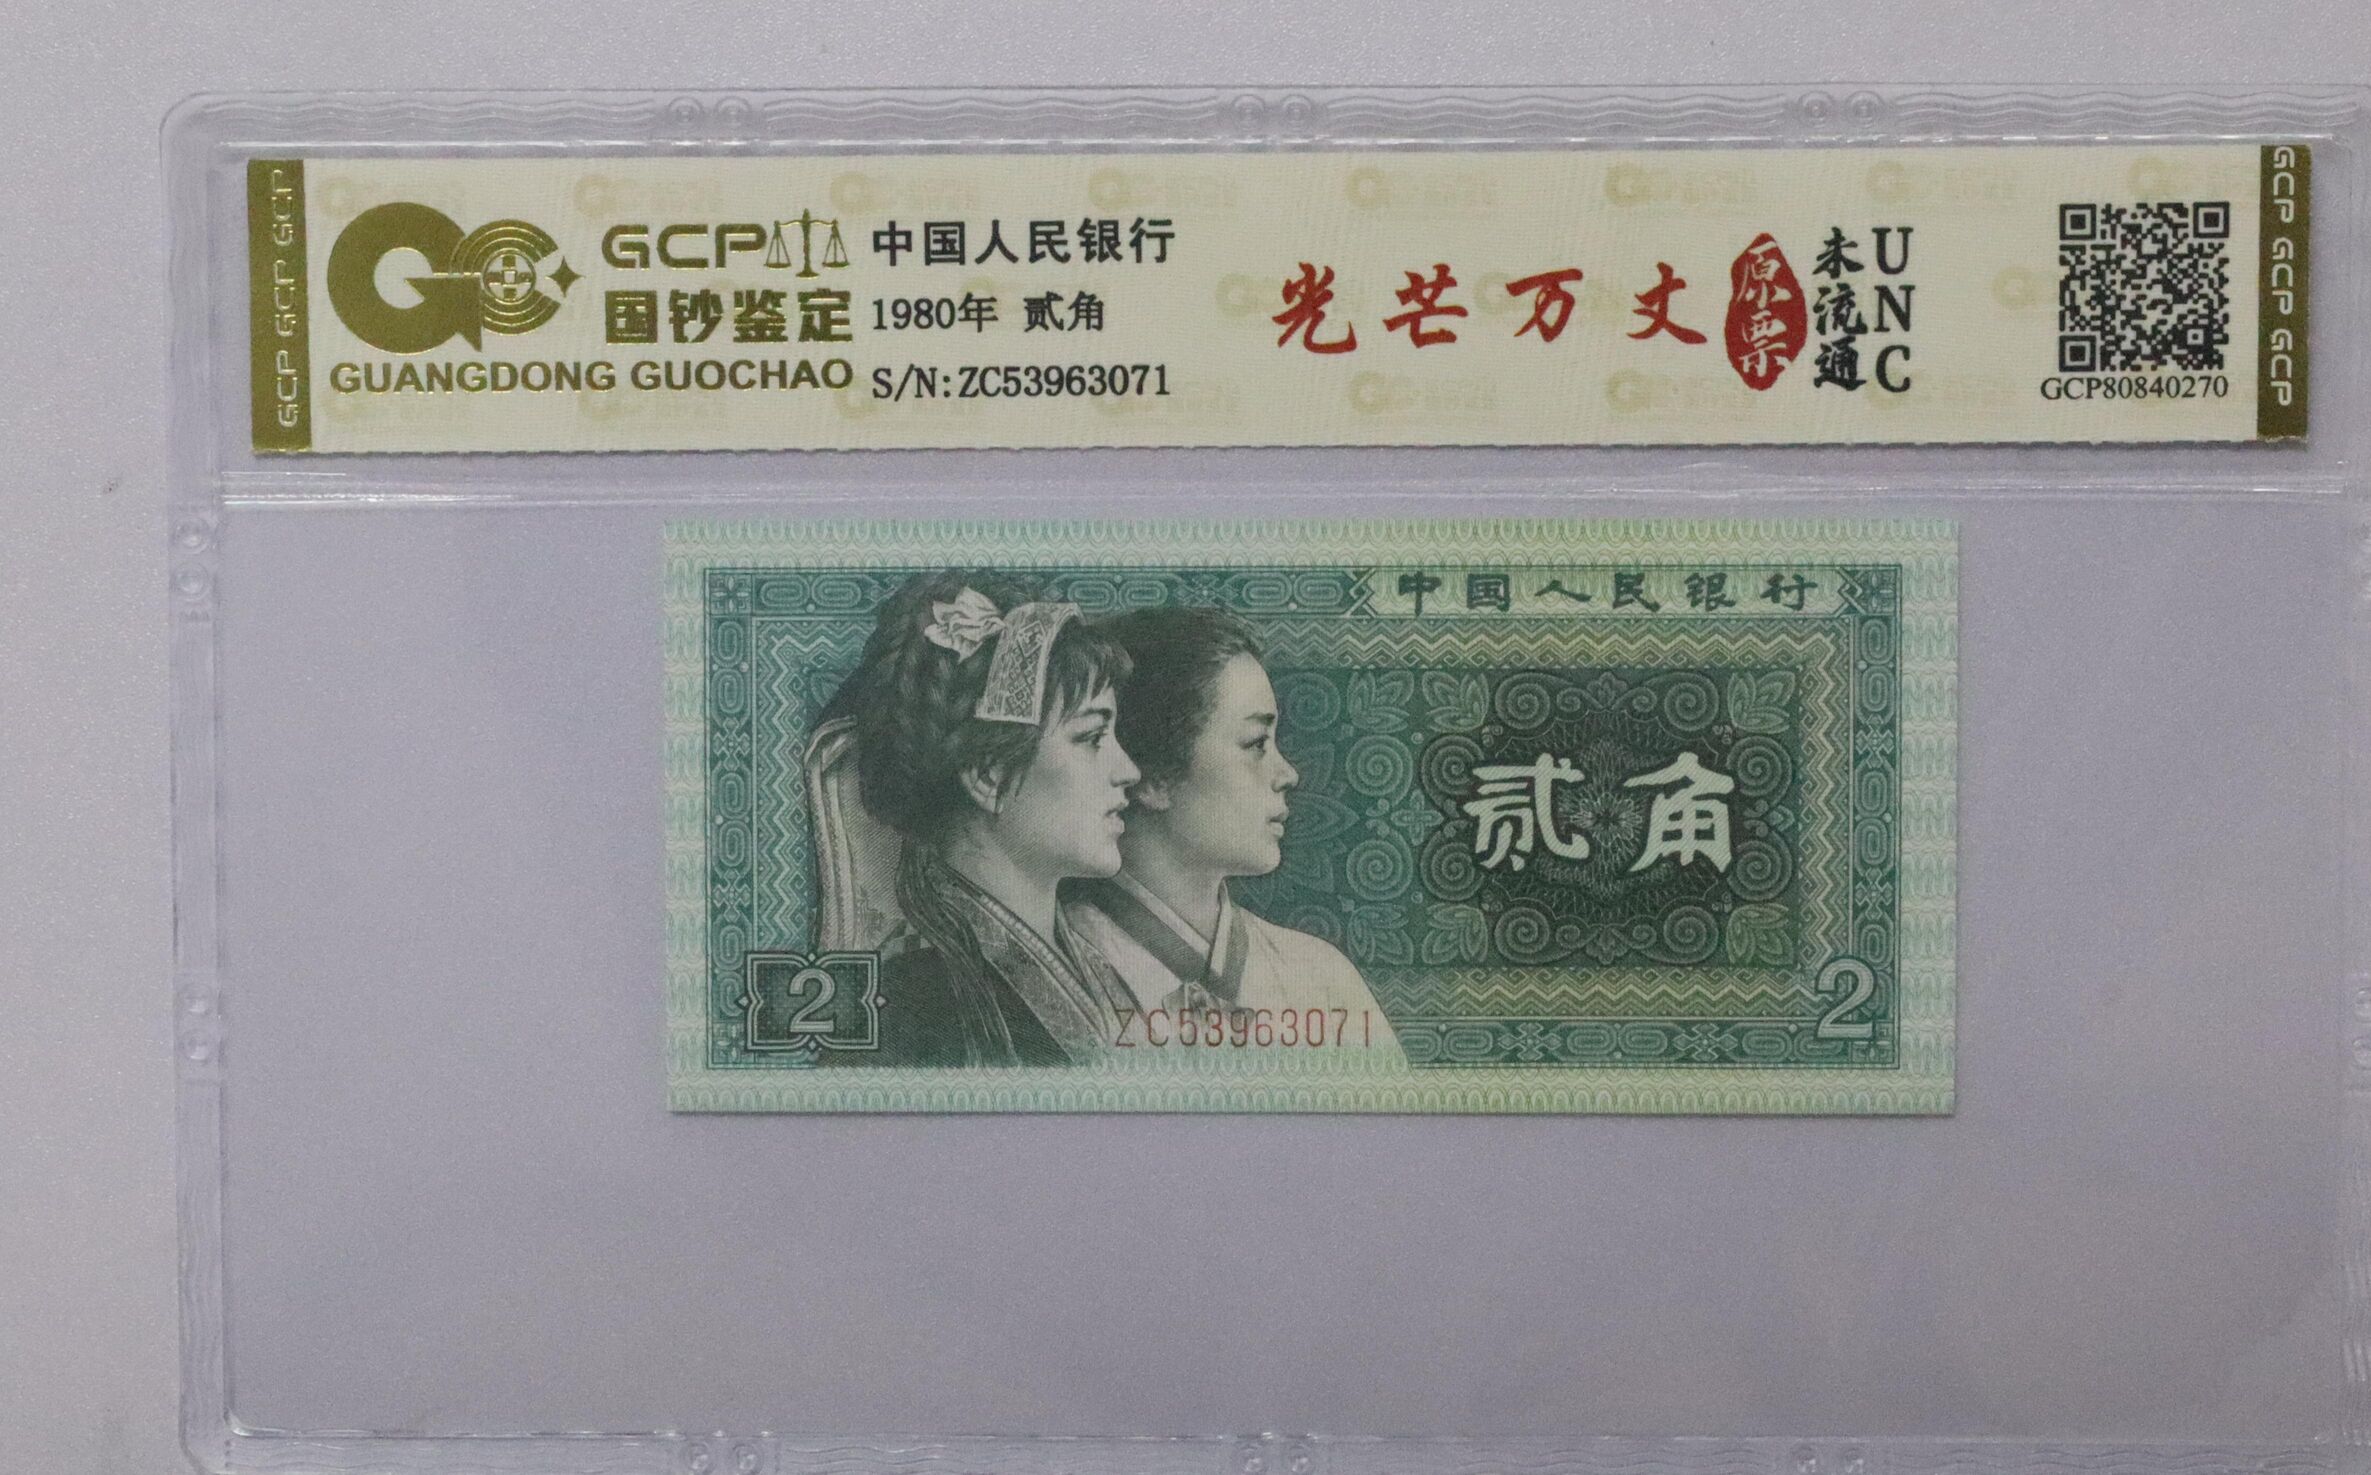 GCP GCP GCP
GCP
国钞鉴定
GUANGDONG GUOCHAO
中国人民银行
1980年 贰角
S/N:ZC53963071
光芒万丈
原票
未流通
UNC
GCP80840270
GCP GCP GCP
中国人民银行
贰角
2
ZC53963071
2